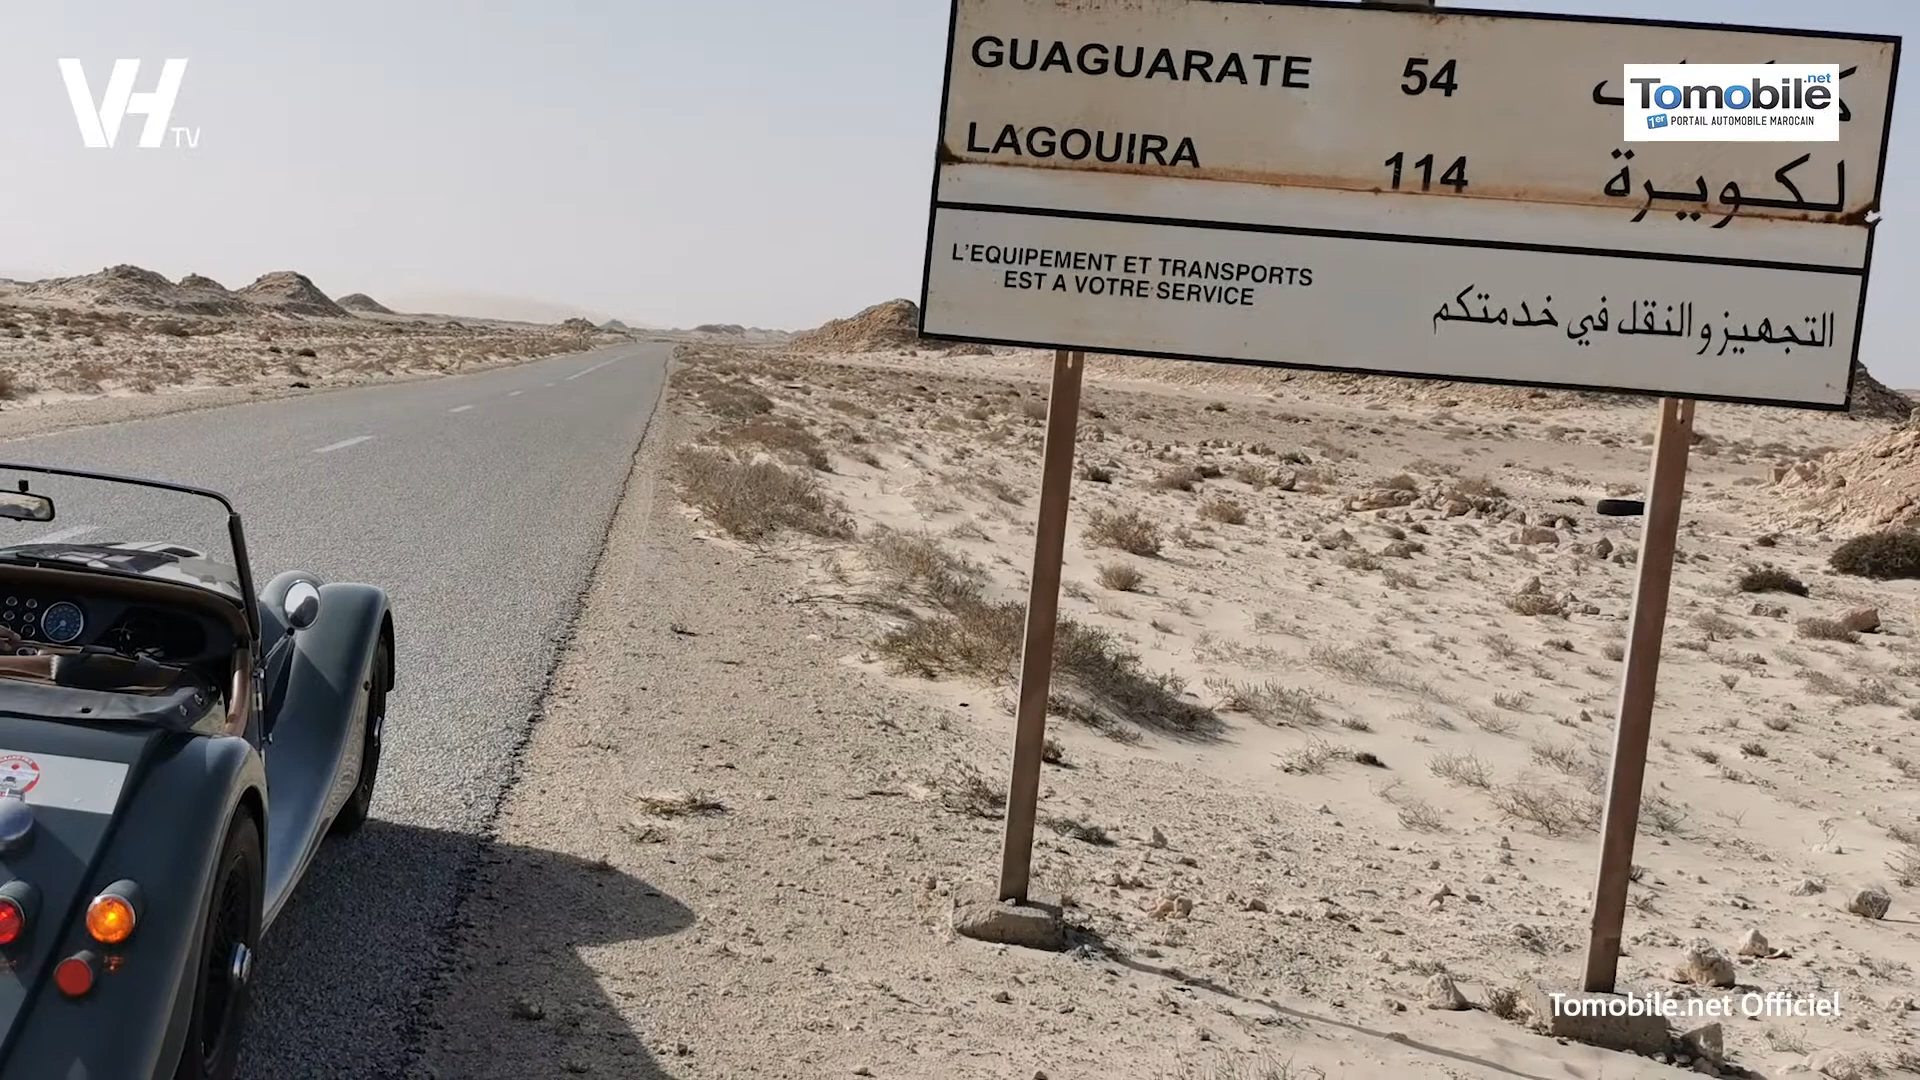 VH TV
GUAGUARATE 54
Tomobile.net
1er PORTAIL AUTOMOBILE MAROCAIN
LAGOUIRA 114 لكويرة
L'EQUIPEMENT ET TRANSPORTS
EST A VOTRE SERVICE
التجهيز والنقل في خدمتكم
Tomobile.net Officiel